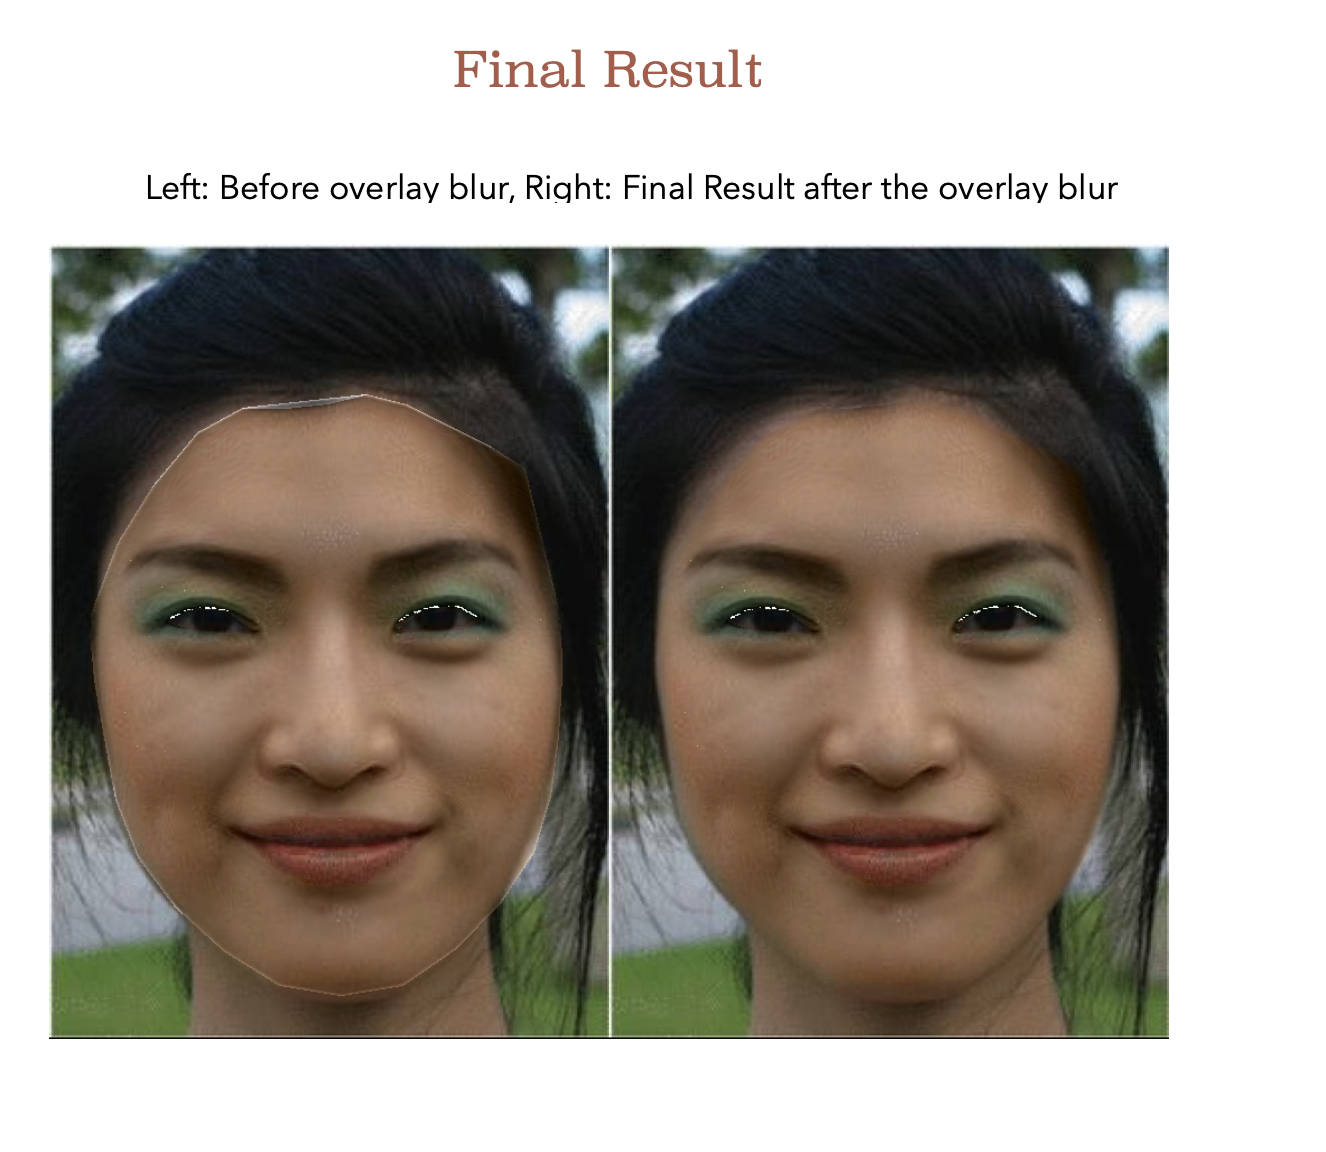 Final Result
Left: Before overlay blur, Right: Final Result after the overlay blur